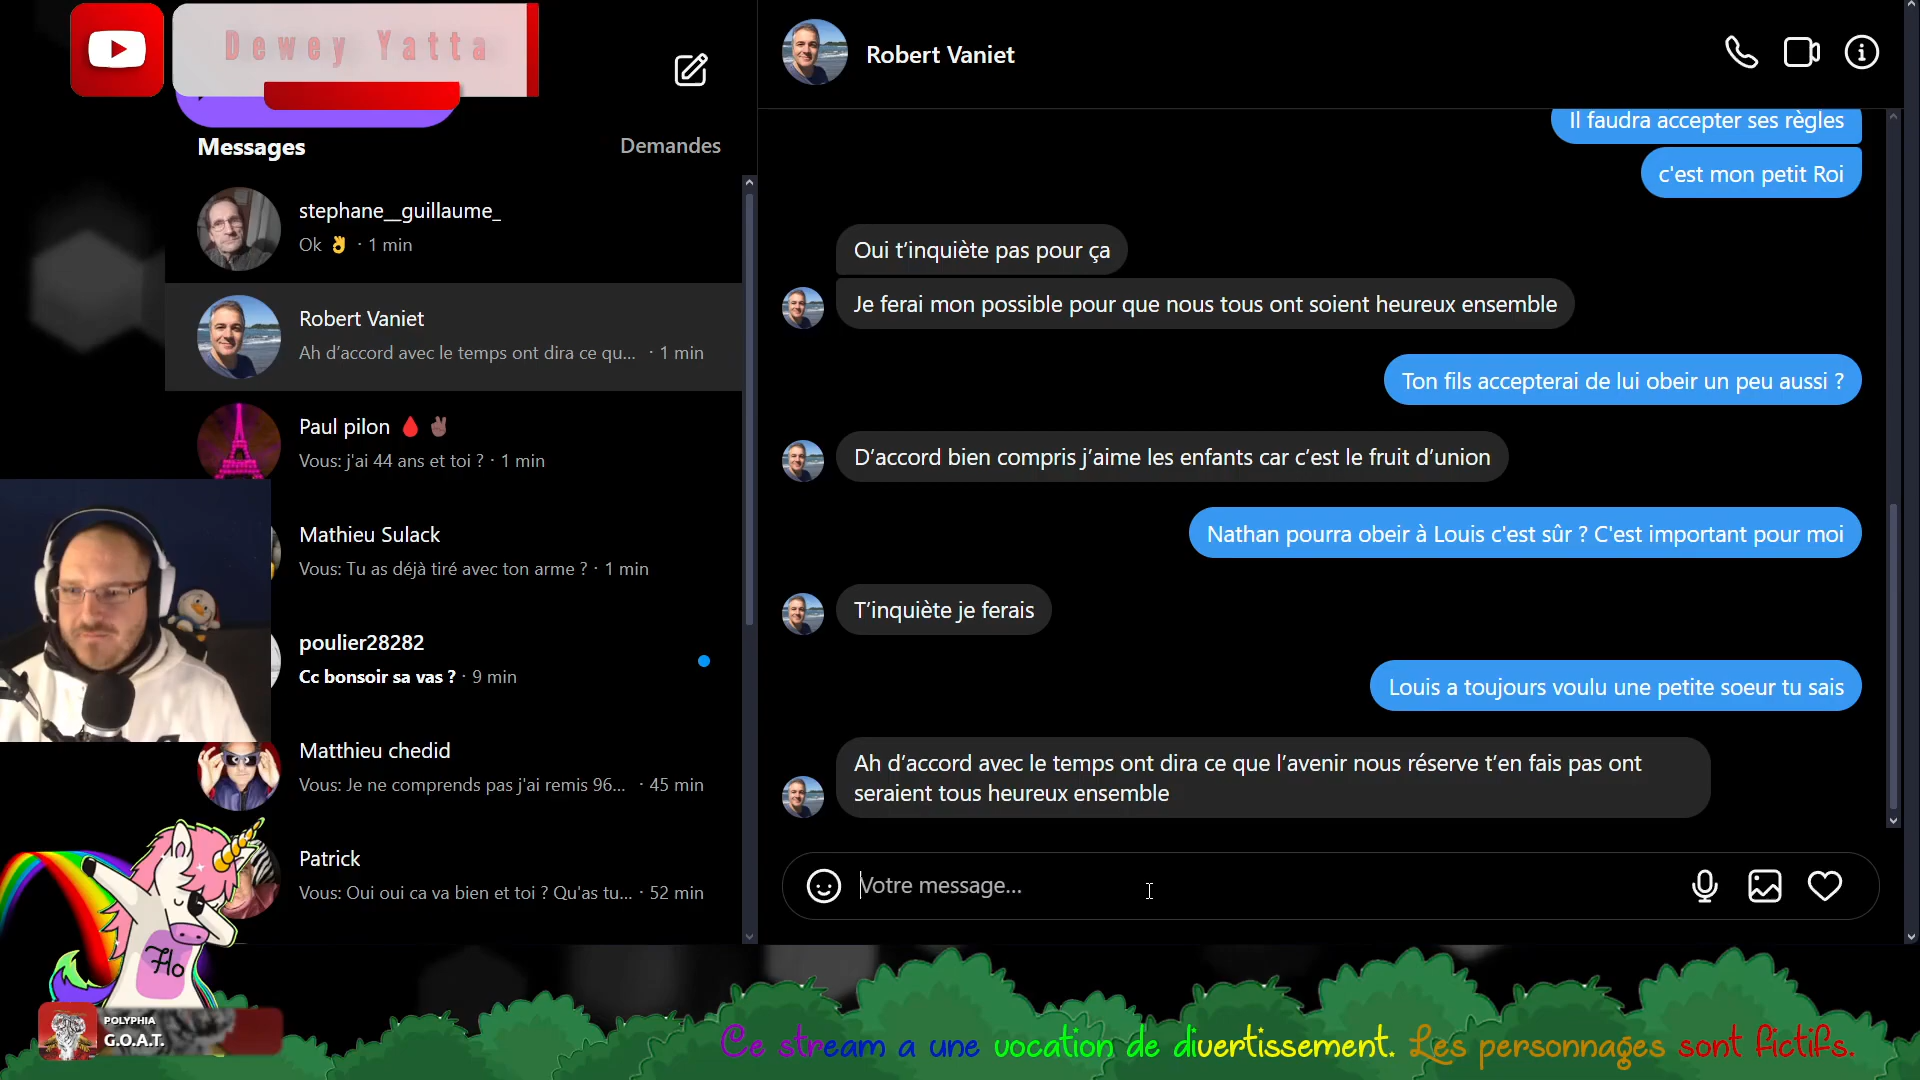 Dewey Yatta
Messages
Demandes
stephane__guillaume_
Ok 👌 · 1 min
Robert Vaniet
Ah d’accord avec le temps ont dira ce qu... · 1 min
Paul pilon 🩸 ✌🏿
Vous: j'ai 44 ans et toi ? · 1 min
Mathieu Sulack
Vous: Tu as déjà tiré avec ton arme ? · 1 min
poulier28282
Cc bonsoir sa vas ? · 9 min
Matthieu chedid
Vous: Je ne comprends pas j'ai remis 96... · 45 min
Patrick
Vous: Oui oui ca va bien et toi ? Qu'as tu... · 52 min
Robert Vaniet
Il faudra accepter ses règles
c'est mon petit Roi
Oui t’inquiète pas pour ça
Je ferai mon possible pour que nous tous ont soient heureux ensemble
Ton fils accepterai de lui obeir un peu aussi ?
D’accord bien compris j’aime les enfants car c’est le fruit d’union
Nathan pourra obeir à Louis c'est sûr ? C'est important pour moi
T’inquiète je ferais
Louis a toujours voulu une petite soeur tu sais
Ah d’accord avec le temps ont dira ce que l’avenir nous réserve t’en fais pas ont
seraient tous heureux ensemble
Votre message...
Flo
POLYPHIA
G.O.A.T.
Ce stream a une vocation de divertissement. Les personnages sont fictifs.